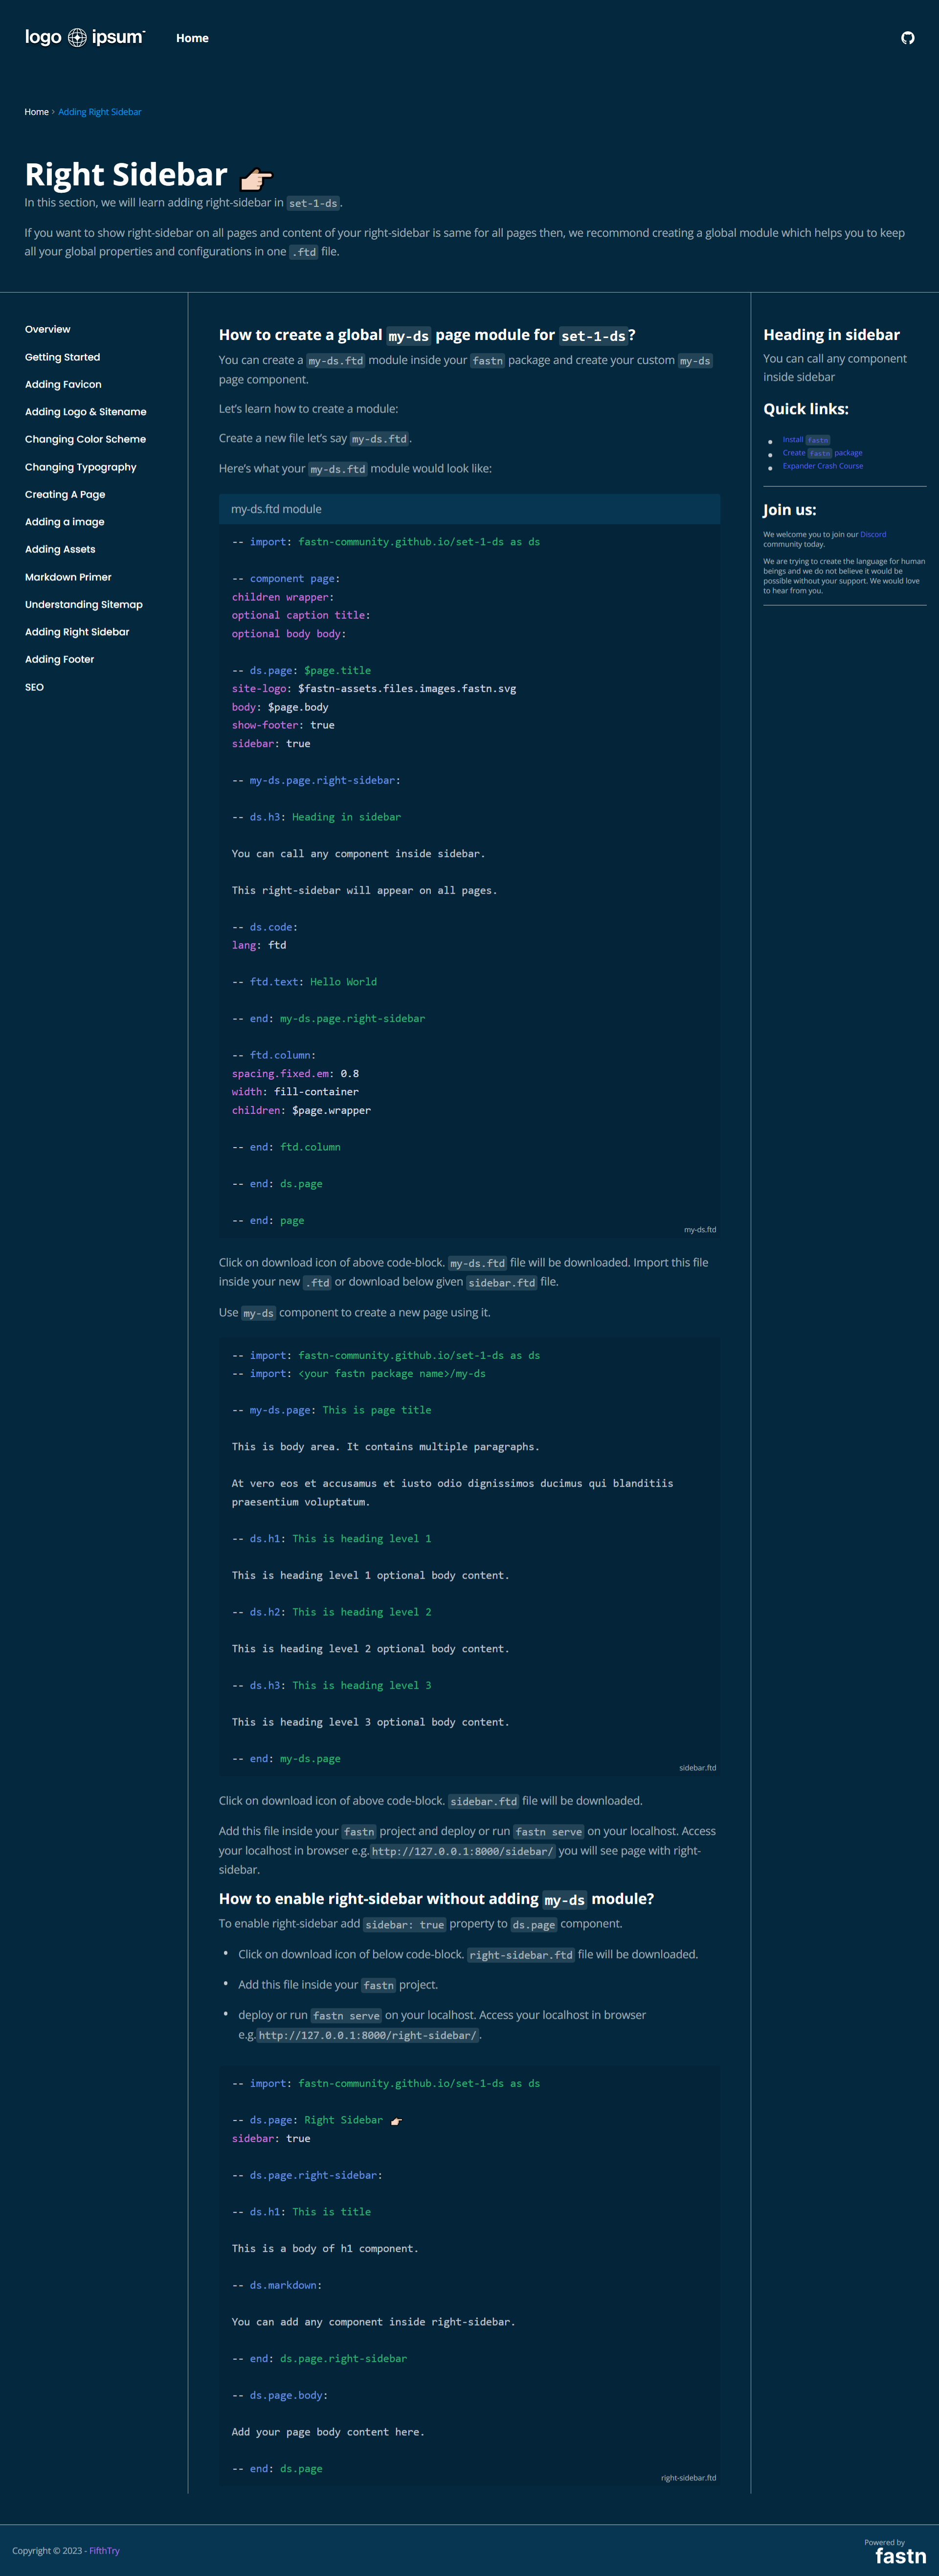 logo ipsum
Home
Home › Adding Right Sidebar
Right Sidebar 👉🏻
In this section, we will learn adding right-sidebar in set-1-ds.
If you want to show right-sidebar on all pages and content of your right-sidebar is same for all pages then, we recommend creating a global module which helps you to keep
all your global properties and configurations in one .ftd file.
Overview
Getting Started
Adding Favicon
Adding Logo & Sitename
Changing Color Scheme
Changing Typography
Creating A Page
Adding a image
Adding Assets
Markdown Primer
Understanding Sitemap
Adding Right Sidebar
Adding Footer
SEO
How to create a global my-ds page module for set-1-ds?
You can create a my-ds.ftd module inside your fastn package and create your custom my-ds
page component.
Let’s learn how to create a module:
Create a new file let’s say my-ds.ftd.
Here’s what your my-ds.ftd module would look like:
my-ds.ftd module
-- import: fastn-community.github.io/set-1-ds as ds
-- component page:
children wrapper:
optional caption title:
optional body body:
-- ds.page: $page.title
site-logo: $fastn-assets.files.images.fastn.svg
body: $page.body
show-footer: true
sidebar: true
-- my-ds.page.right-sidebar:
-- ds.h3: Heading in sidebar
You can call any component inside sidebar.
This right-sidebar will appear on all pages.
-- ds.code:
lang: ftd
-- ftd.text: Hello World
-- end: my-ds.page.right-sidebar
-- ftd.column:
spacing.fixed.em: 0.8
width: fill-container
children: $page.wrapper
-- end: ftd.column
-- end: ds.page
-- end: page
my-ds.ftd
Click on download icon of above code-block. my-ds.ftd file will be downloaded. Import this file
inside your new .ftd or download below given sidebar.ftd file.
Use my-ds component to create a new page using it.
-- import: fastn-community.github.io/set-1-ds as ds
-- import: <your fastn package name>/my-ds
-- my-ds.page: This is page title
This is body area. It contains multiple paragraphs.
At vero eos et accusamus et iusto odio dignissimos ducimus qui blanditiis
praesentium voluptatum.
-- ds.h1: This is heading level 1
This is heading level 1 optional body content.
-- ds.h2: This is heading level 2
This is heading level 2 optional body content.
-- ds.h3: This is heading level 3
This is heading level 3 optional body content.
-- end: my-ds.page
sidebar.ftd
Click on download icon of above code-block. sidebar.ftd file will be downloaded.
Add this file inside your fastn project and deploy or run fastn serve on your localhost. Access
your localhost in browser e.g. http://127.0.0.1:8000/sidebar/ you will see page with right-
sidebar.
How to enable right-sidebar without adding my-ds module?
To enable right-sidebar add sidebar: true property to ds.page component.
• Click on download icon of below code-block. right-sidebar.ftd file will be downloaded.
• Add this file inside your fastn project.
• deploy or run fastn serve on your localhost. Access your localhost in browser
e.g. http://127.0.0.1:8000/right-sidebar/.
-- import: fastn-community.github.io/set-1-ds as ds
-- ds.page: Right Sidebar 👉🏻
sidebar: true
-- ds.page.right-sidebar:
-- ds.h1: This is title
This is a body of h1 component.
-- ds.markdown:
You can add any component inside right-sidebar.
-- end: ds.page.right-sidebar
-- ds.page.body:
Add your page body content here.
-- end: ds.page
right-sidebar.ftd
Heading in sidebar
You can call any component
inside sidebar
Quick links:
• Install fastn
• Create fastn package
• Expander Crash Course
Join us:
We welcome you to join our Discord
community today.
We are trying to create the language for human
beings and we do not believe it would be
possible without your support. We would love
to hear from you.
Copyright © 2023 - FifthTry
Powered by
fastn